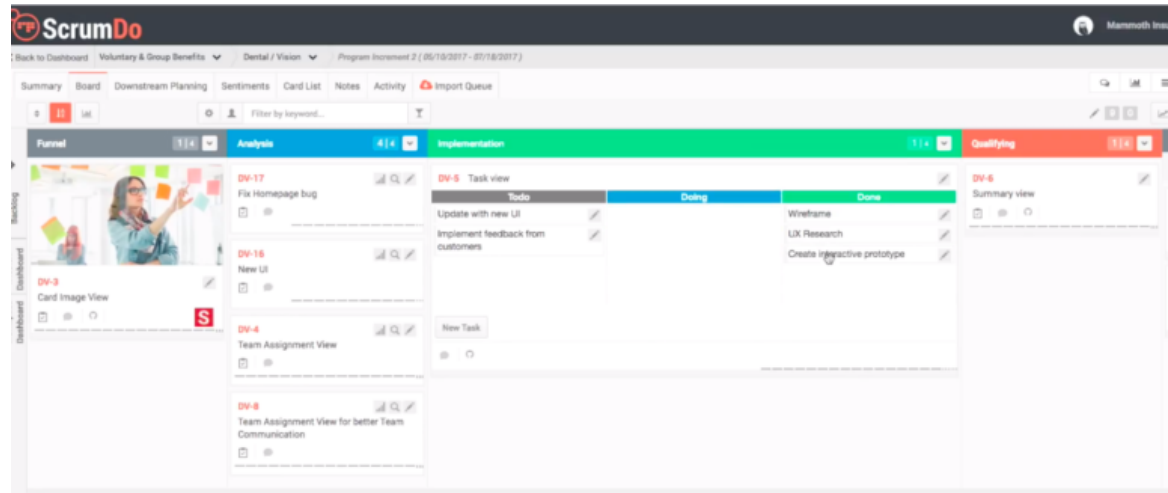 ScrumDo
Mammoth
Back to Dashboard Voluntary & Group Benefits Dental / Vision Program Increment 2 ( 05/10/2017 - 07/18/2017 )
Summary Board Downstream Planning Sentiments Card List Notes Activity Import Queue
Filter by keyword...
Funnel 1|4
Analysis 4|4
Implementation 1|4
Qualifying 1|4
Backlog
Dashboard
Dashboard
DV-3
Card Image View
S
DV-17
Fix Homepage bug
DV-16
New UI
DV-4
Team Assignment View
DV-8
Team Assignment View for better Team
Communication
DV-5 Task view
Todo
Doing
Done
Update with new UI
Implement feedback from
customers
Wireframe
UX Research
Create interactive prototype
New Task
DV-6
Summary view